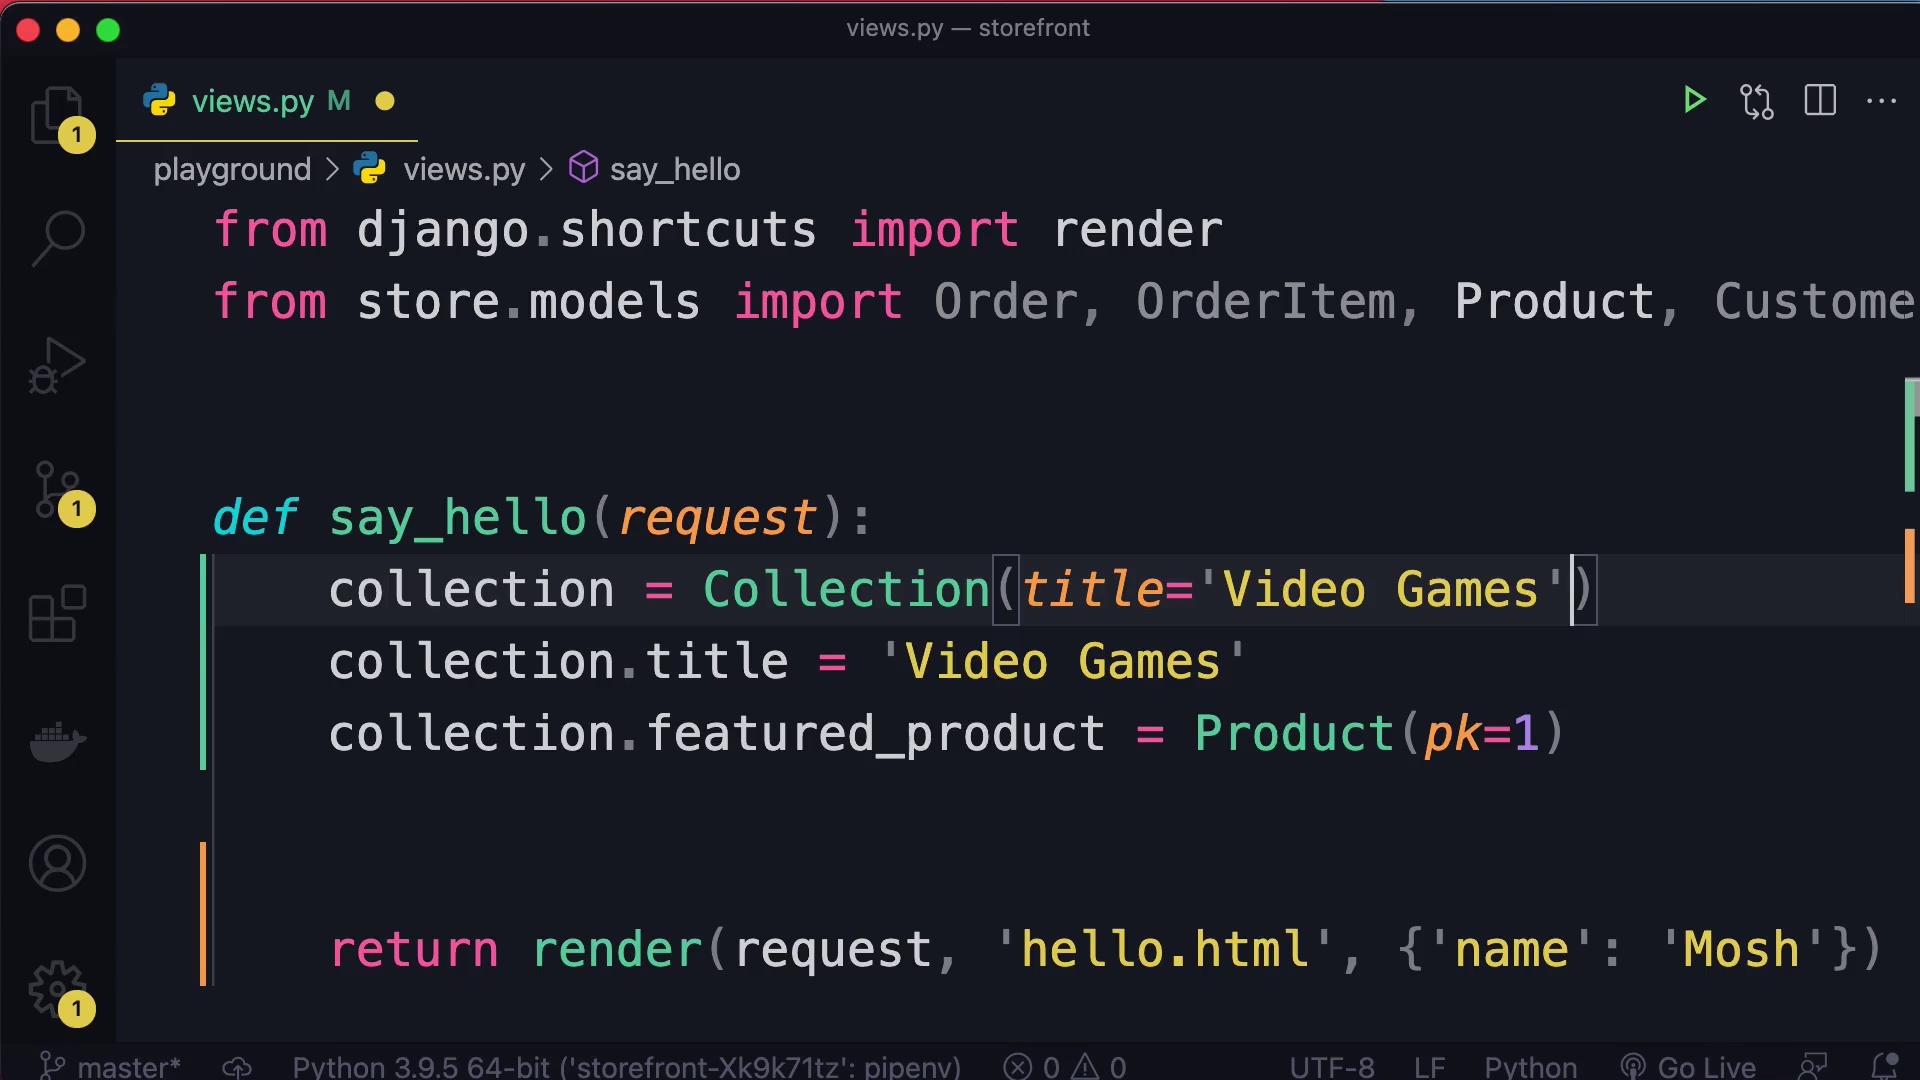 views.py — storefront
views.py M
playground > views.py > say_hello
from django.shortcuts import render
from store.models import Order, OrderItem, Product, Custome
def say_hello(request):
collection = Collection(title='Video Games')
collection.title = 'Video Games'
collection.featured_product = Product(pk=1)
return render(request, 'hello.html', {'name': 'Mosh'})
1
1
1
master* Python 3.9.5 64-bit ('storefront-Xk9k71tz': pipenv) 0 0 UTF-8 LF Python Go Live